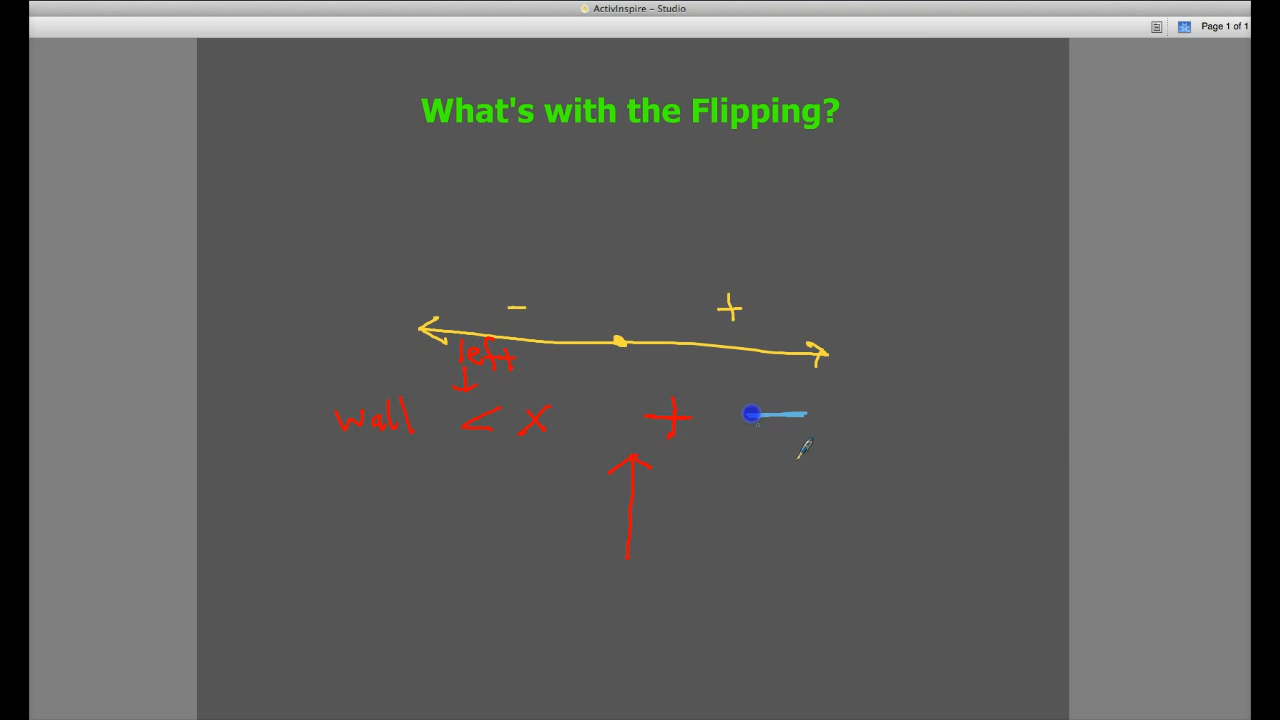 ActivInspire – Studio
Page 1 of 1
What's with the Flipping?
− +
left
wall < x +